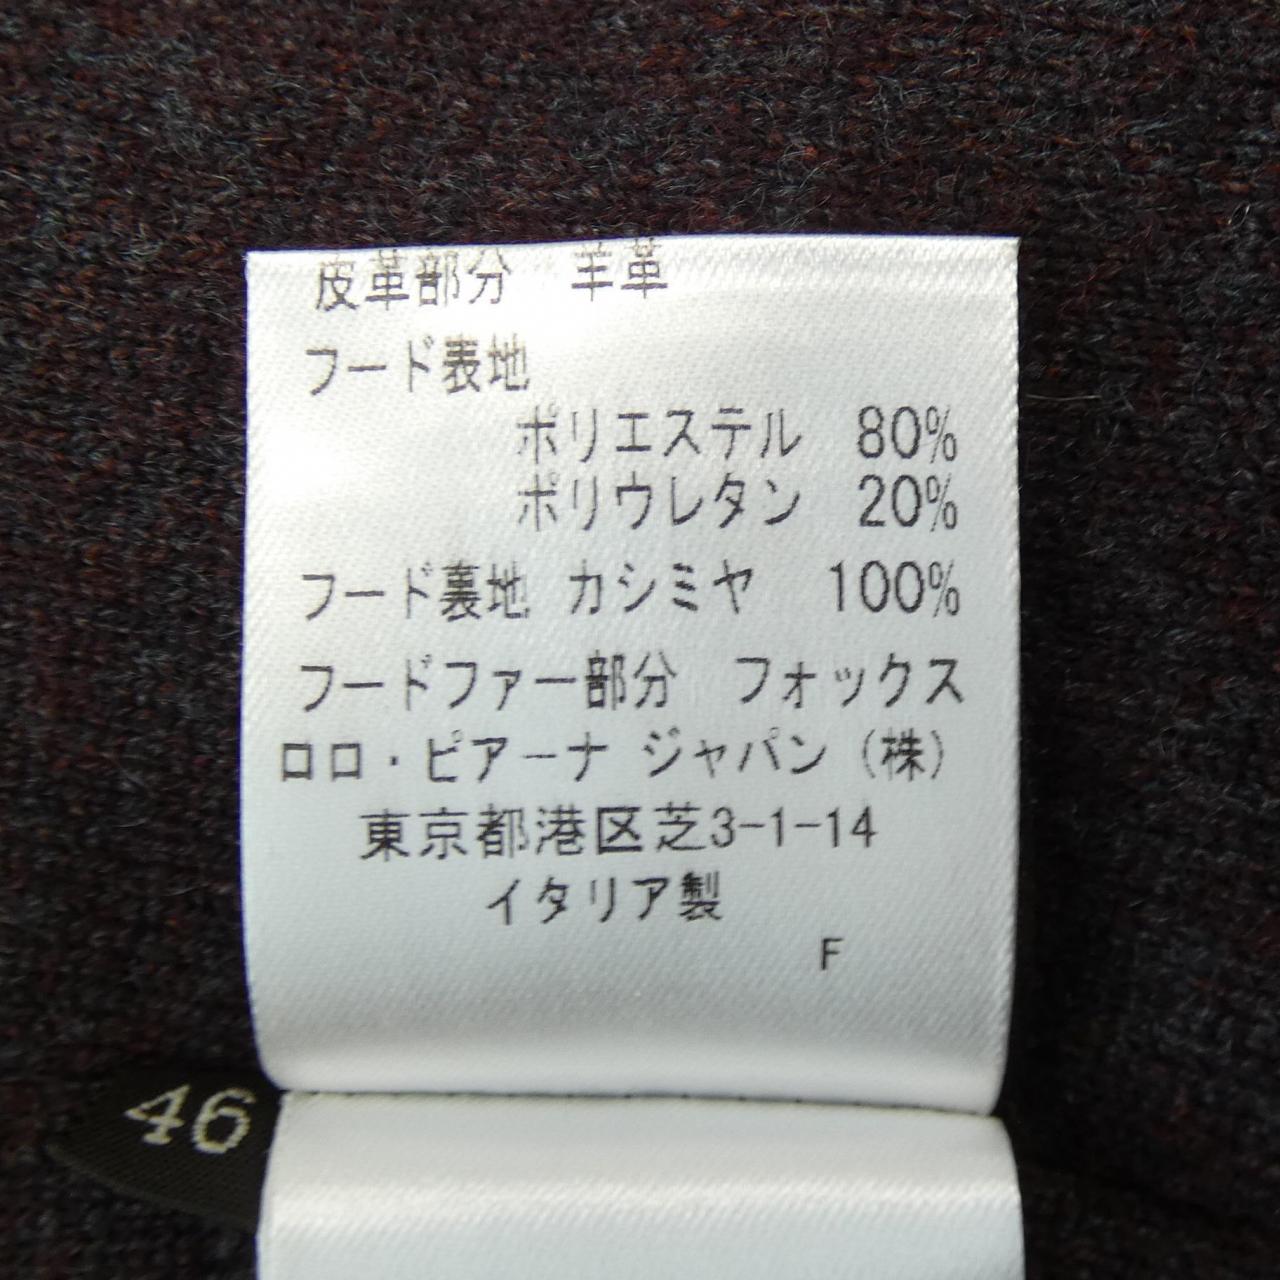 皮革部分 羊革
フード表地
ポリエステル 80%
ポリウレタン 20%
フード裏地 カシミヤ 100%
フードファー部分 フォックス
ロロ・ピアーナ ジャパン (株)
東京都港区芝3-1-14
イタリア製
F
46